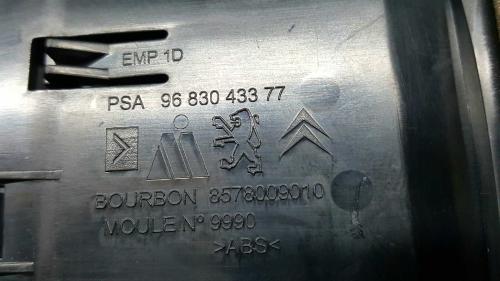 EMP 1D
PSA 96 830 433 77
BOURBON 8578009010
MOULE N° 9990
>ABS<